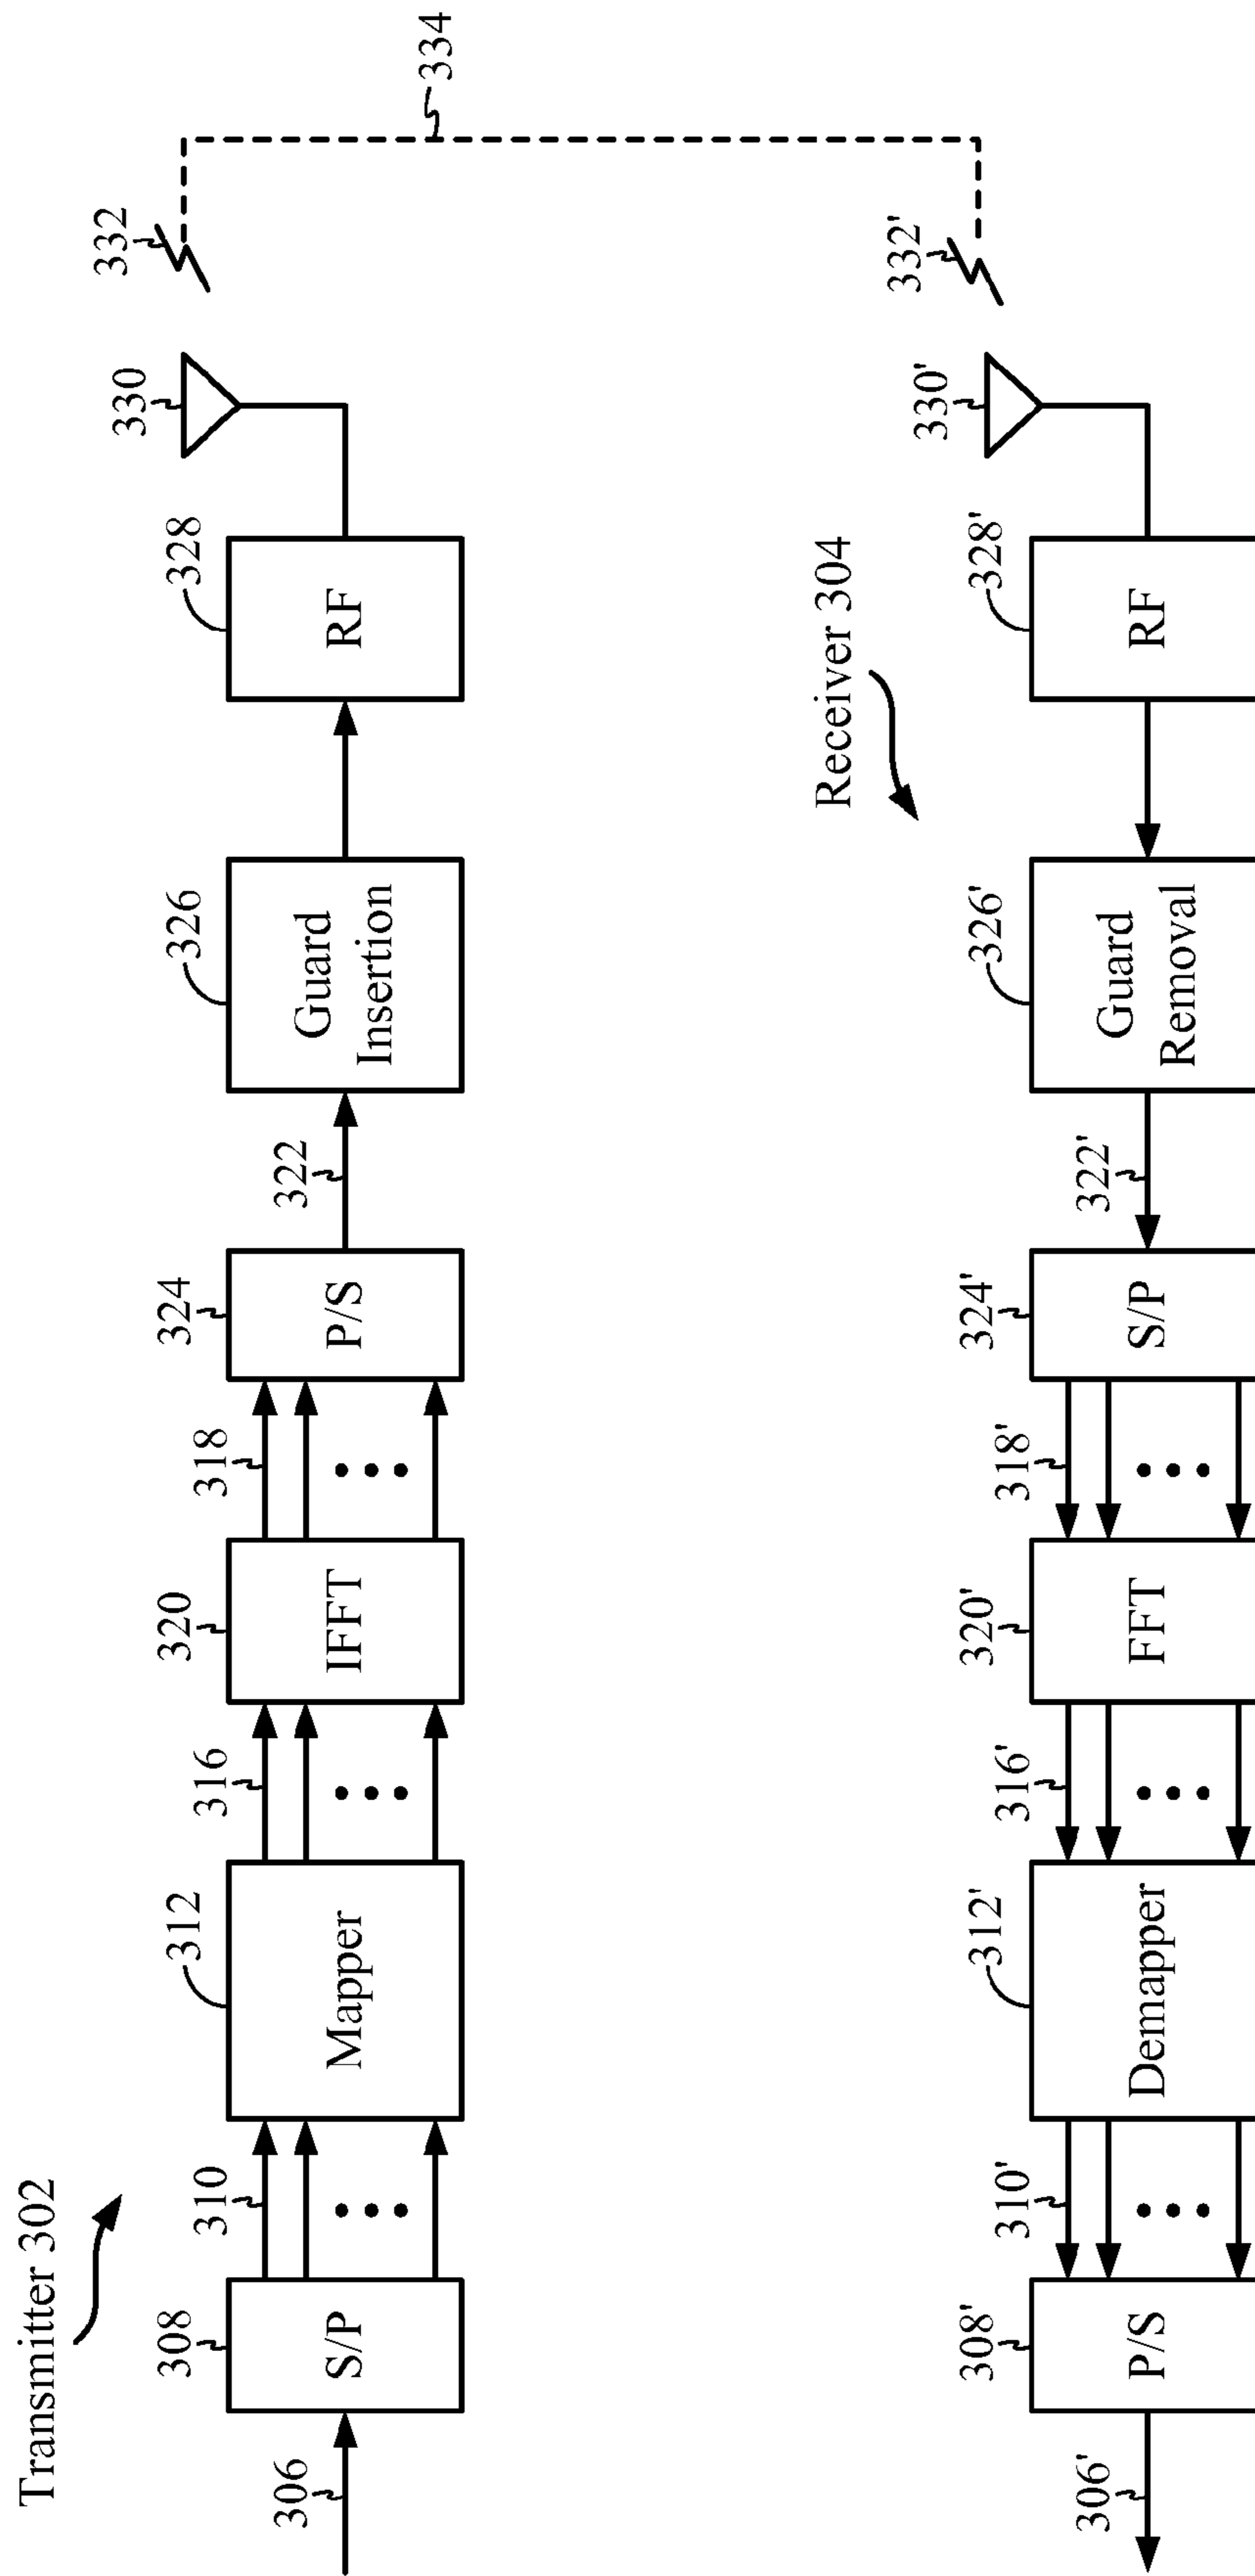 Transmitter 302
306
308
S/P
310
312
Mapper
316
320
IFFT
318
324
P/S
322
326
Guard
Insertion
328
RF
330
332
334
Receiver 304
306'
308'
P/S
310'
312'
Demapper
316'
320'
FFT
318'
324'
S/P
322'
326'
Guard
Removal
328'
RF
330'
332'